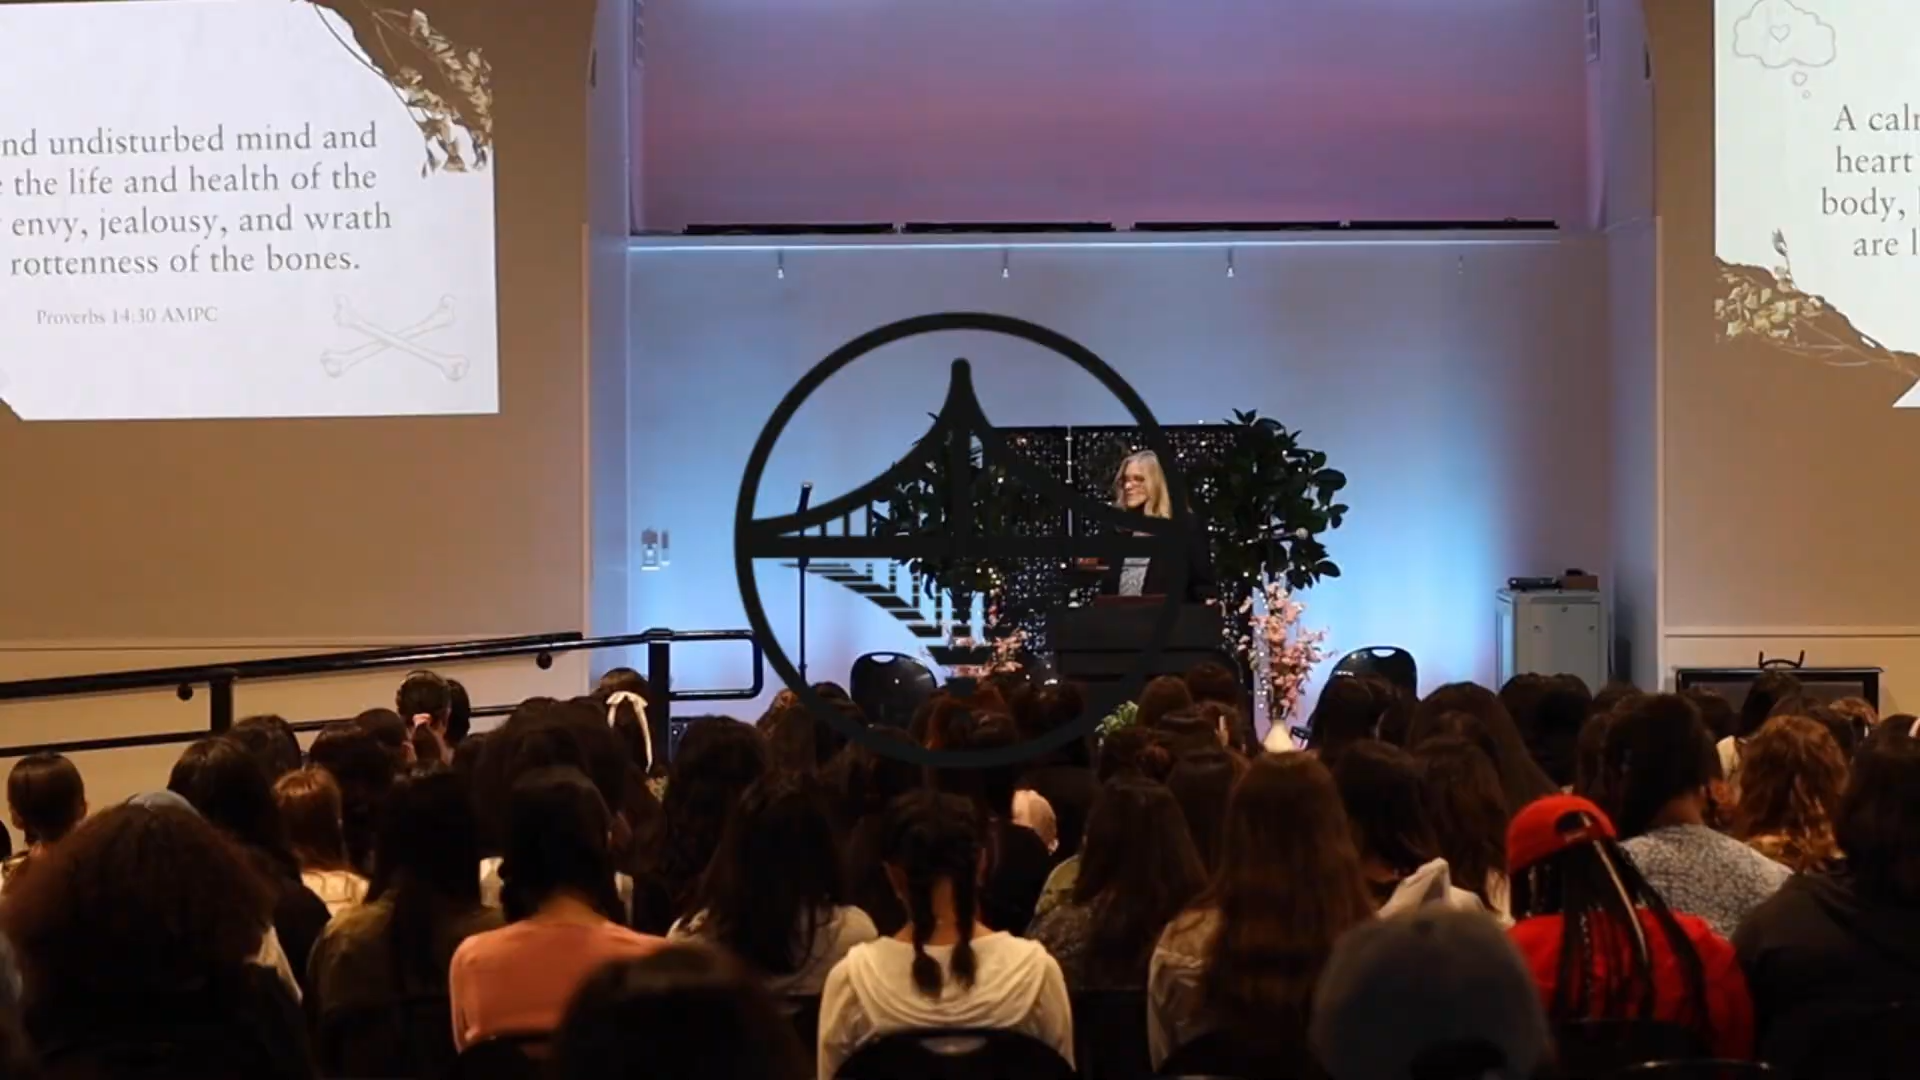 nd undisturbed mind and
the life and health of the
envy, jealousy, and wrath
rottenness of the bones.
Proverbs 14:30 AMPC
A cal
heart
body,
are l